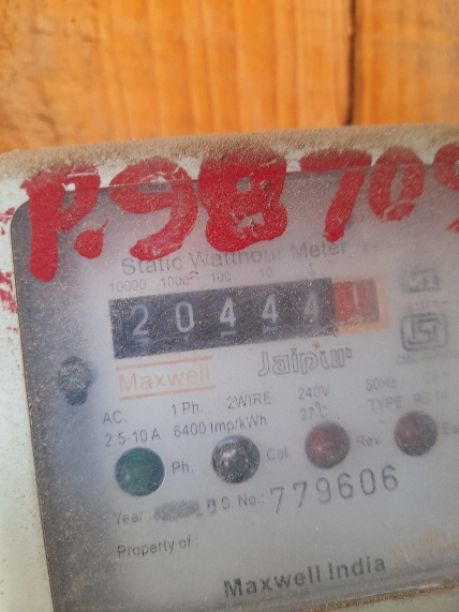 P.98709
Static Watthour Meter
10000 1000 100 10 1
204441
Maxwell Jaipur
AC. 1 Ph. 2WIRE 240V 50Hz
2.5-10 A 6400 Imp/kWh 27°c TYPE
Ph. Cal. Rev.
Year S. No.: 779606
Property of :
Maxwell India